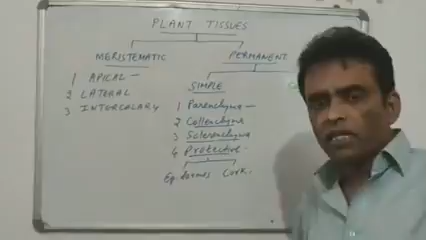 PLANT TISSUES
MERISTEMATIC PERMANENT
1 APICAL
2 LATERAL
3 INTERCALARY
SIMPLE
1 Parenchyma
2 Collenchyma
3 Sclerenchyma
4 Protective
Epidermis Cork